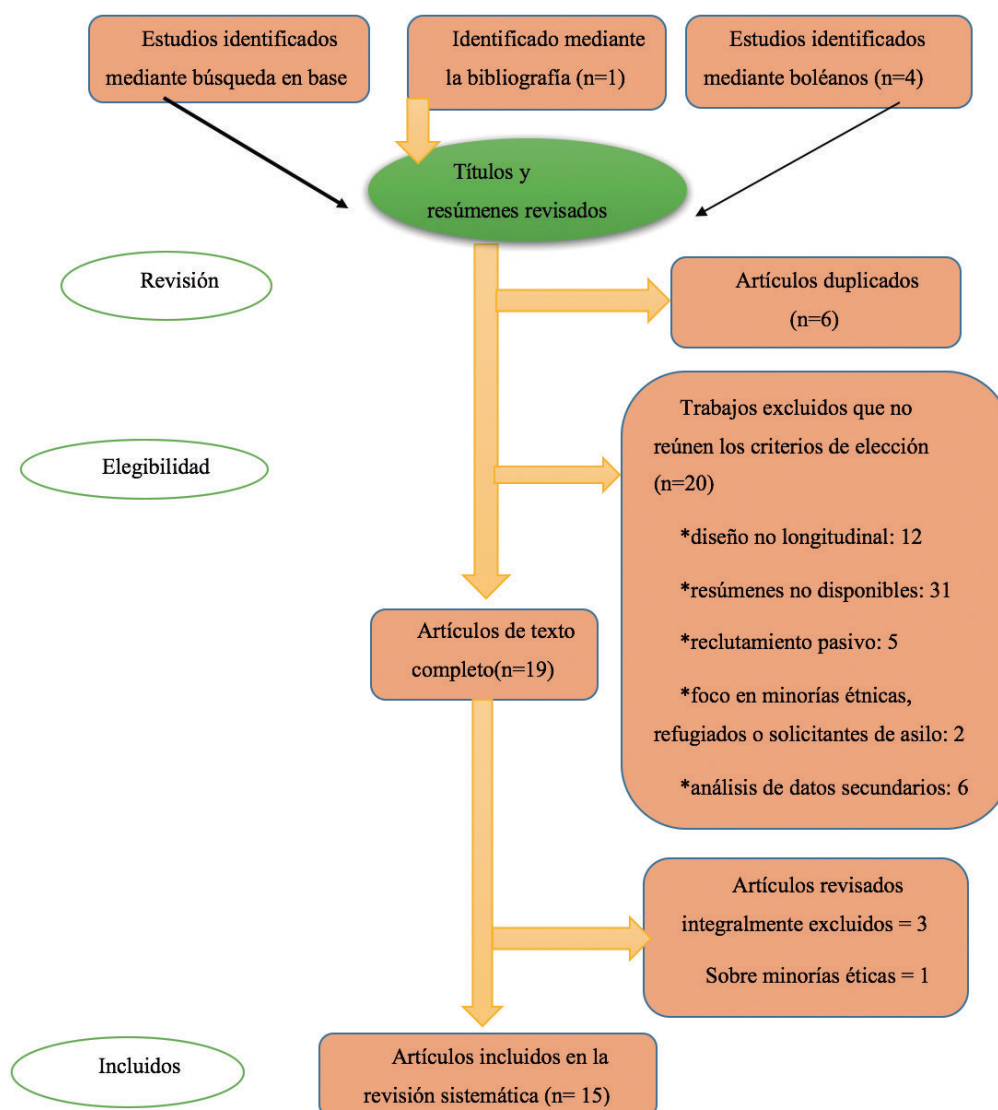 Estudios identificados
mediante búsqueda en base
Identificado mediante
la bibliografía (n=1)
Estudios identificados
mediante boléanos (n=4)
Títulos y
resúmenes revisados
Revisión
Artículos duplicados
(n=6)
Elegibilidad
Trabajos excluidos que no
reúnen los criterios de elección
(n=20)
*diseño no longitudinal: 12
*resúmenes no disponibles: 31
*reclutamiento pasivo: 5
*foco en minorías étnicas,
refugiados o solicitantes de asilo: 2
*análisis de datos secundarios: 6
Artículos de texto
completo(n=19)
Artículos revisados
integralmente excluidos = 3
Sobre minorías éticas = 1
Incluidos
Artículos incluidos en la
revisión sistemática (n= 15)